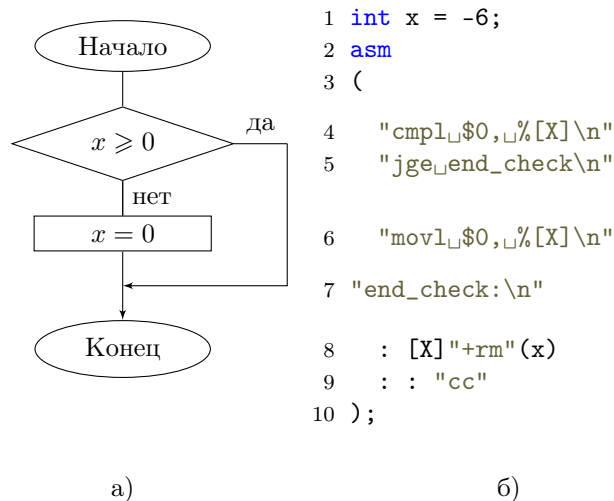 Начало
да
x ⩾ 0
нет
x = 0
Конец
а)
1 int x = -6;
2 asm
3 (
4 "cmpl␣$0,␣%[X]\n"
5 "jge␣end_check\n"
6 "movl␣$0,␣%[X]\n"
7 "end_check:\n"
8 : [X]"+rm"(x)
9 : : "cc"
10 );
б)